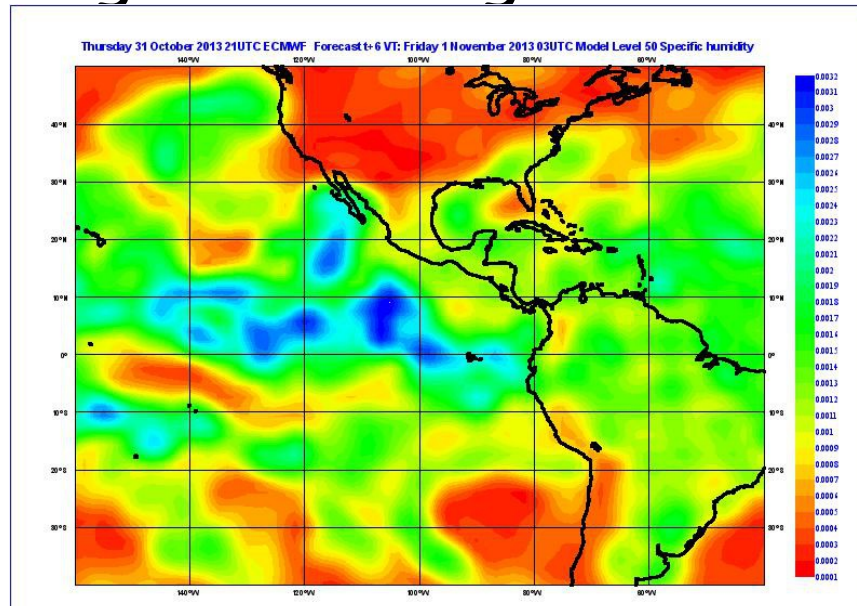 Thursday 31 October 2013 21UTC ECMWF Forecast t+6 VT: Friday 1 November 2013 03UTC Model Level 50 Specific humidity
140°W 120°W 100°W 80°W 60°W
40°N
30°N
20°N
10°N
0°N
10°S
20°S
30°S
140°W 120°W 100°W 80°W 60°W
0.0032
0.0031
0.003
0.0029
0.0028
0.0027
0.0026
0.0025
0.0024
0.0023
0.0022
0.0021
0.002
0.0019
0.0018
0.0017
0.0016
0.0015
0.0014
0.0013
0.0012
0.0011
0.001
0.0009
0.0008
0.0007
0.0006
0.0005
0.0004
0.0003
0.0002
0.0001